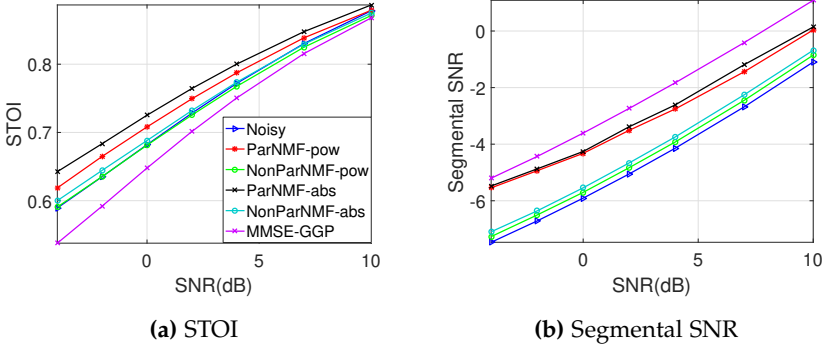 STOI
0.8
0.7
0.6
0
5
10
SNR(dB)
Noisy
ParNMF-pow
NonParNMF-pow
ParNMF-abs
NonParNMF-abs
MMSE-GGP
(a) STOI
Segmental SNR
0
-2
-4
-6
0
5
10
SNR(dB)
(b) Segmental SNR